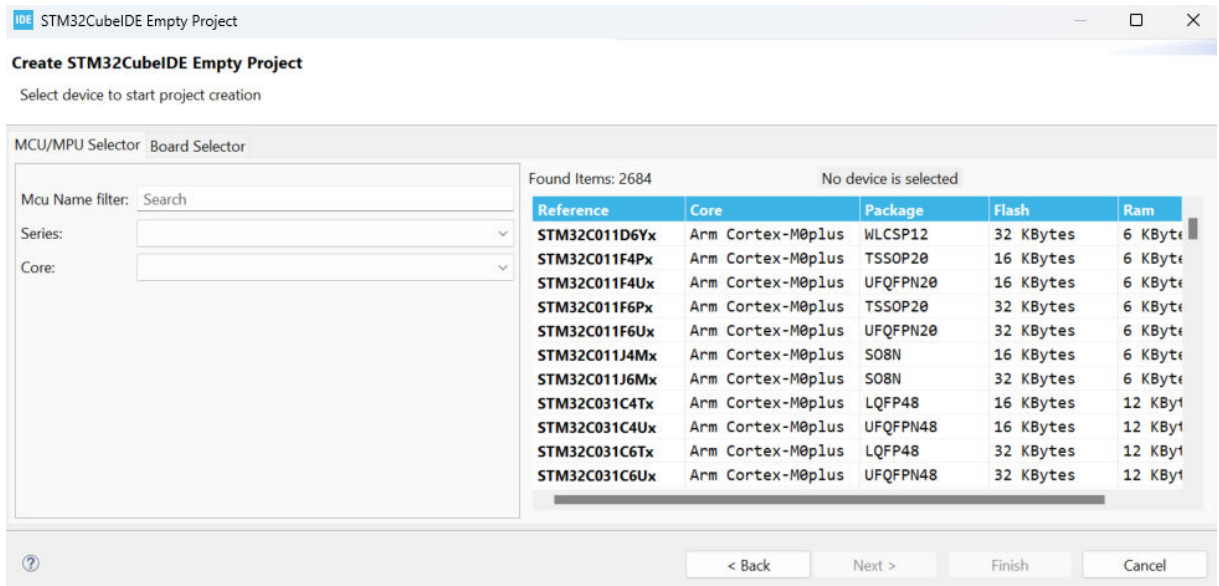 IDE STM32CubeIDE Empty Project
Create STM32CubeIDE Empty Project
Select device to start project creation
MCU/MPU Selector Board Selector
Found Items: 2684 No device is selected
Mcu Name filter: Search
Series:
Core:
Reference Core Package Flash Ram
STM32C011D6Yx Arm Cortex-M0plus WLCSP12 32 KBytes 6 KByte
STM32C011F4Px Arm Cortex-M0plus TSSOP20 16 KBytes 6 KByte
STM32C011F4Ux Arm Cortex-M0plus UFQFPN20 16 KBytes 6 KByte
STM32C011F6Px Arm Cortex-M0plus TSSOP20 32 KBytes 6 KByte
STM32C011F6Ux Arm Cortex-M0plus UFQFPN20 32 KBytes 6 KByte
STM32C011J4Mx Arm Cortex-M0plus SO8N 16 KBytes 6 KByte
STM32C011J6Mx Arm Cortex-M0plus SO8N 32 KBytes 6 KByte
STM32C031C4Tx Arm Cortex-M0plus LQFP48 16 KBytes 12 KByt
STM32C031C4Ux Arm Cortex-M0plus UFQFPN48 16 KBytes 12 KByt
STM32C031C6Tx Arm Cortex-M0plus LQFP48 32 KBytes 12 KByt
STM32C031C6Ux Arm Cortex-M0plus UFQFPN48 32 KBytes 12 KByt
? < Back Next > Finish Cancel